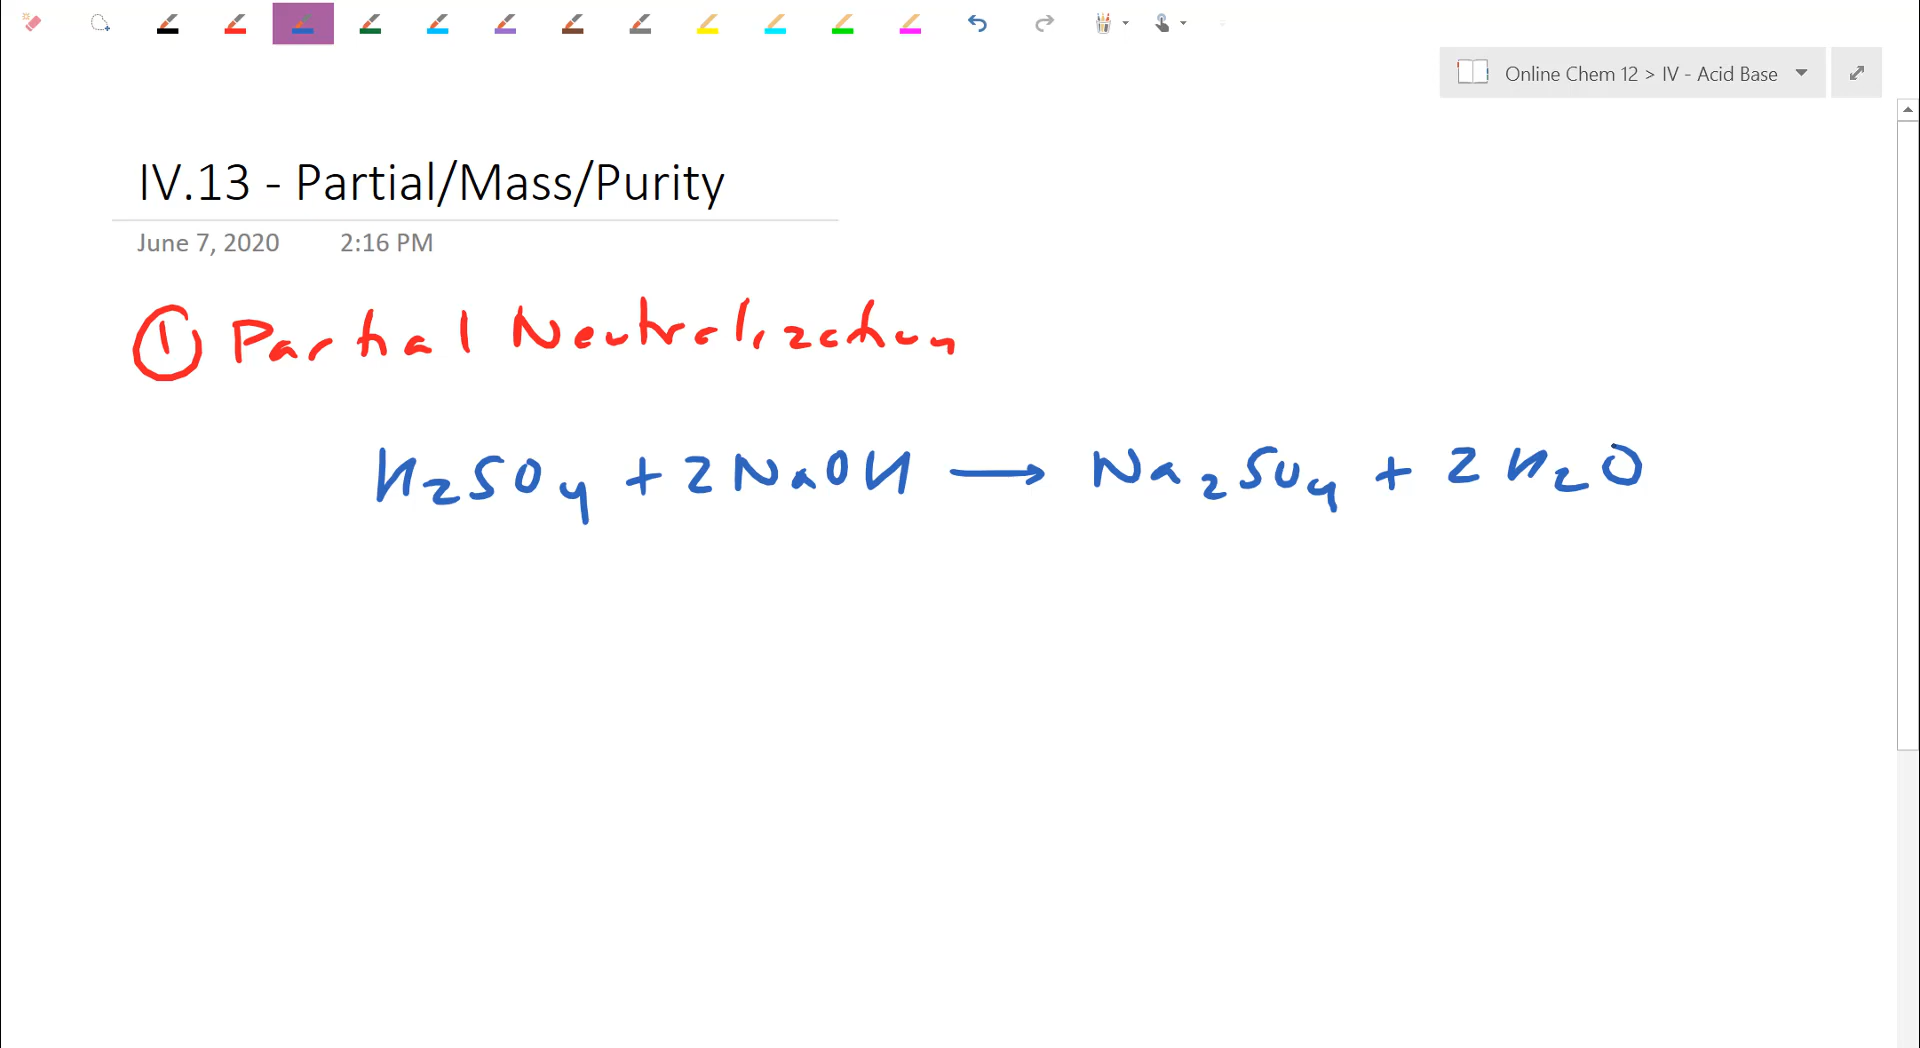 Online Chem 12 > IV - Acid Base
IV.13 - Partial/Mass/Purity
June 7, 2020 2:16 PM
① Partial Neutralization
H₂SO₄ + 2NaOH → Na₂SO₄ + 2H₂O